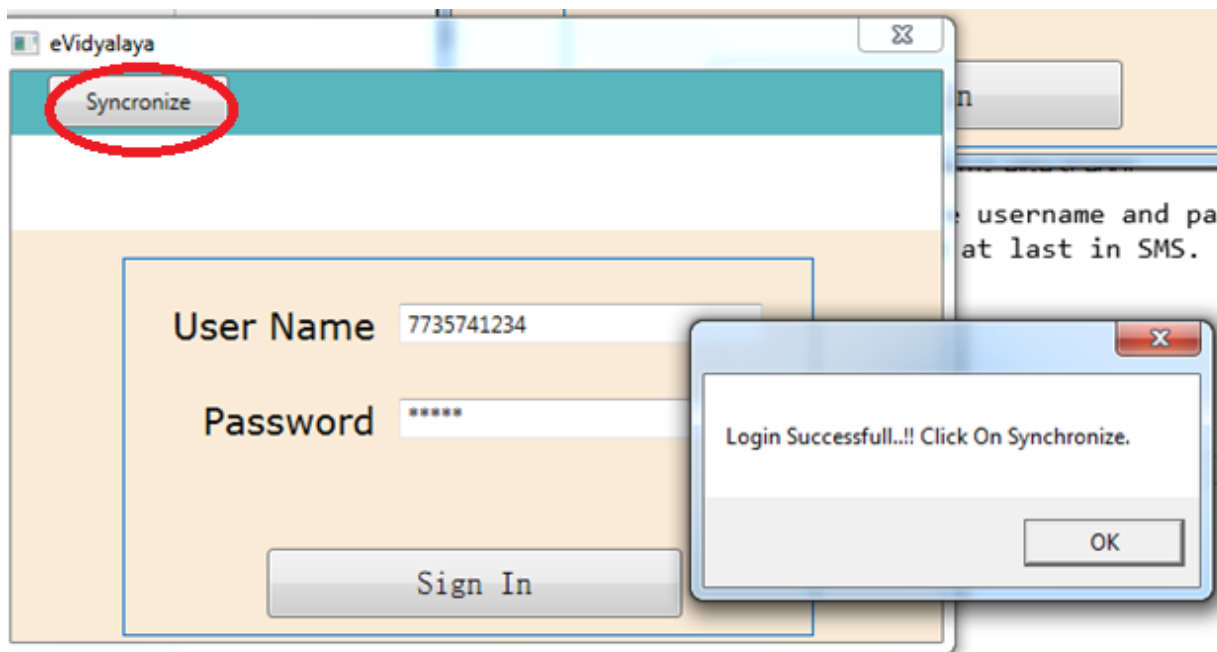 eVidyalaya
Syncronize
n
username and pa
at last in SMS.
User Name 7735741234
Password *****
Login Successfull..!! Click On Synchronize.
OK
Sign In